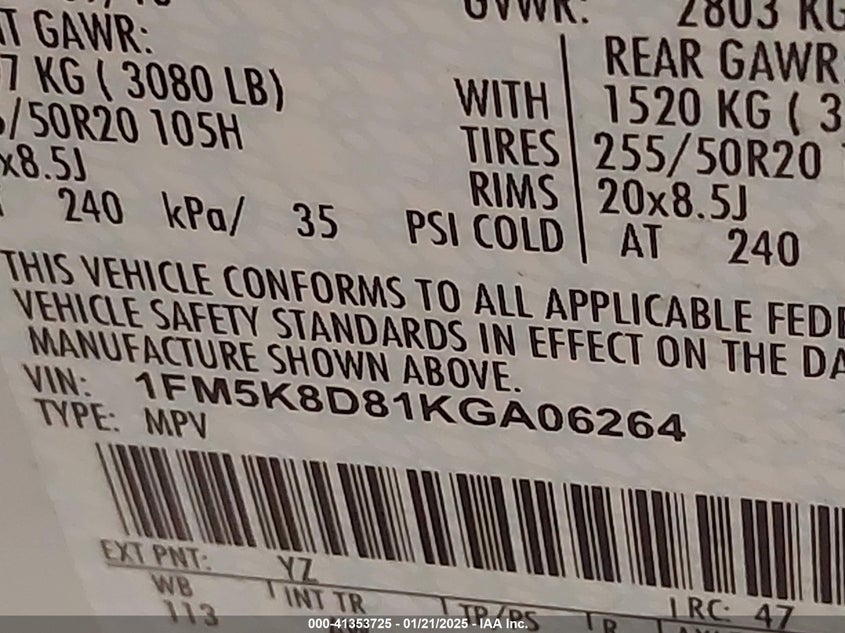 GVWR: 2803 KG
T GAWR:
7 KG ( 3080 LB)
/50R20 105H
x8.5J
240 kPa/ 35 PSI COLD
WITH
TIRES
RIMS
REAR GAWR
1520 KG ( 3
255/50R20
20x8.5J
AT 240
THIS VEHICLE CONFORMS TO ALL APPLICABLE FEDE
VEHICLE SAFETY STANDARDS IN EFFECT ON THE DA
MANUFACTURE SHOWN ABOVE.
VIN: 1FM5K8D81KGA06264
TYPE: MPV
EXT PNT: YZ RC: 47
WB INT TR TP/PS R
113
000-41353725 - 01/21/2025 - IAA Inc.